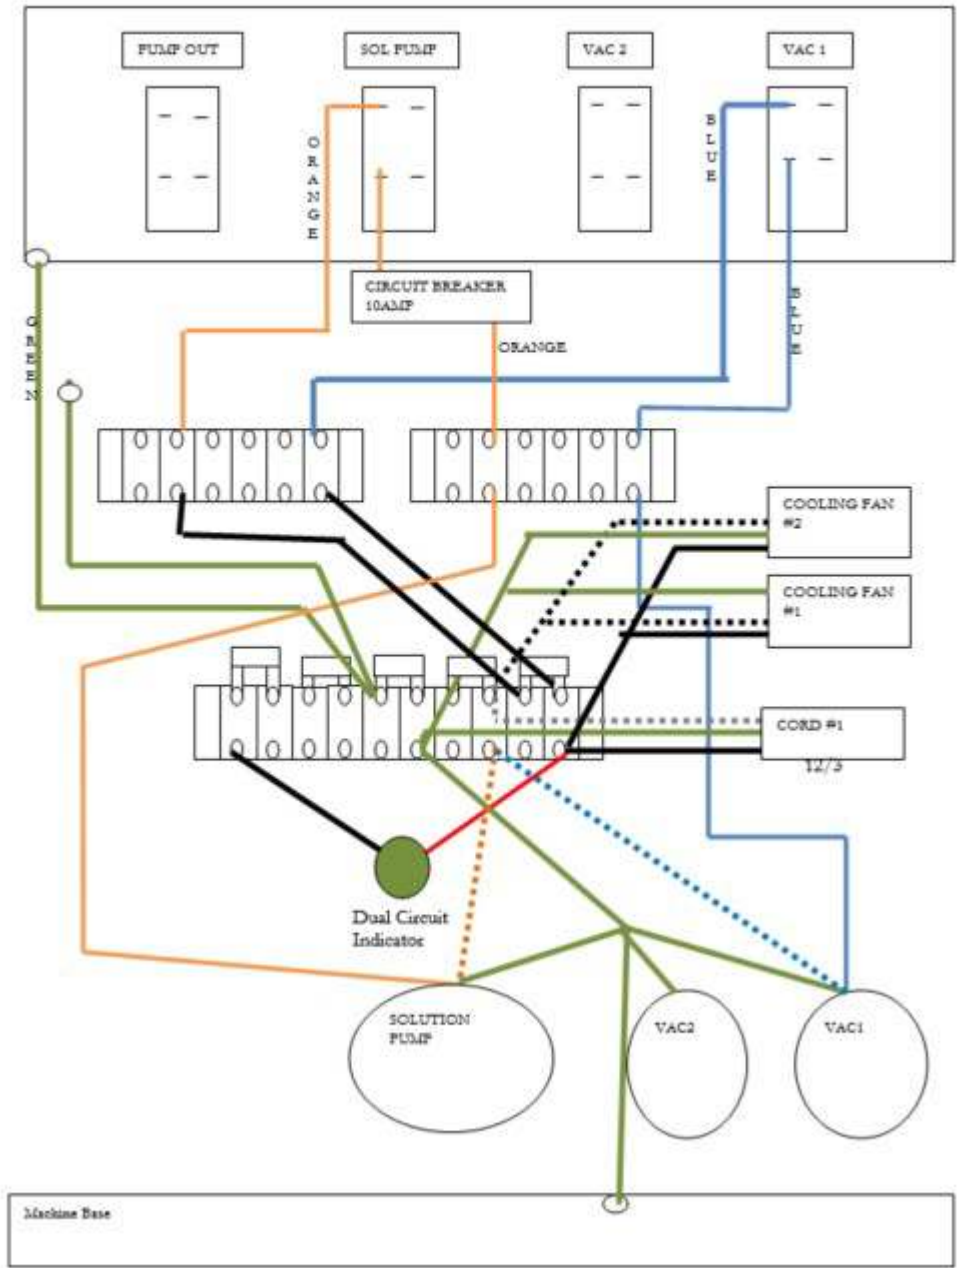 PUMP OUT
SOL PUMP
VAC 2
VAC 1
ORANGE
BLUE
CIRCUIT BREAKER
10AMP
GREEN
BLUE
ORANGE
COOLING FAN
#2
COOLING FAN
#1
CORD #1
12/3
Dual Circuit
Indicator
SOLUTION
PUMP
VAC2
VAC1
Machine Base